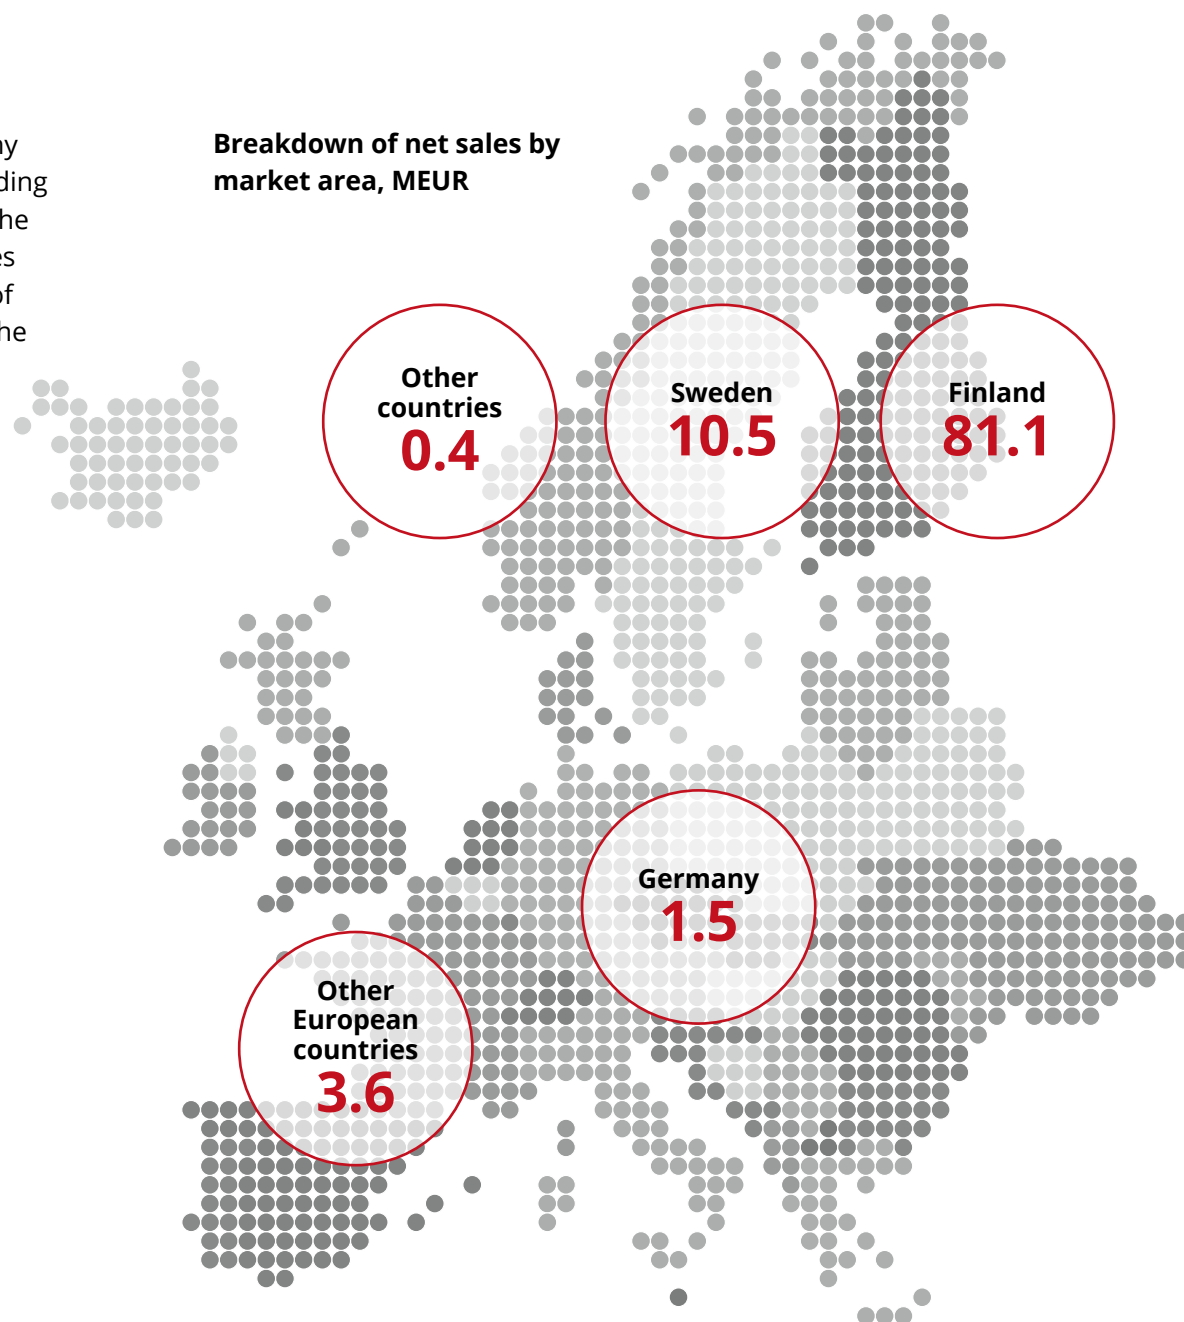 Breakdown of net sales by
market area, MEUR
of
Other
countries
0.4
Sweden
10.5
Finland
81.1
Germany
1.5
Other
European
countries
3.6